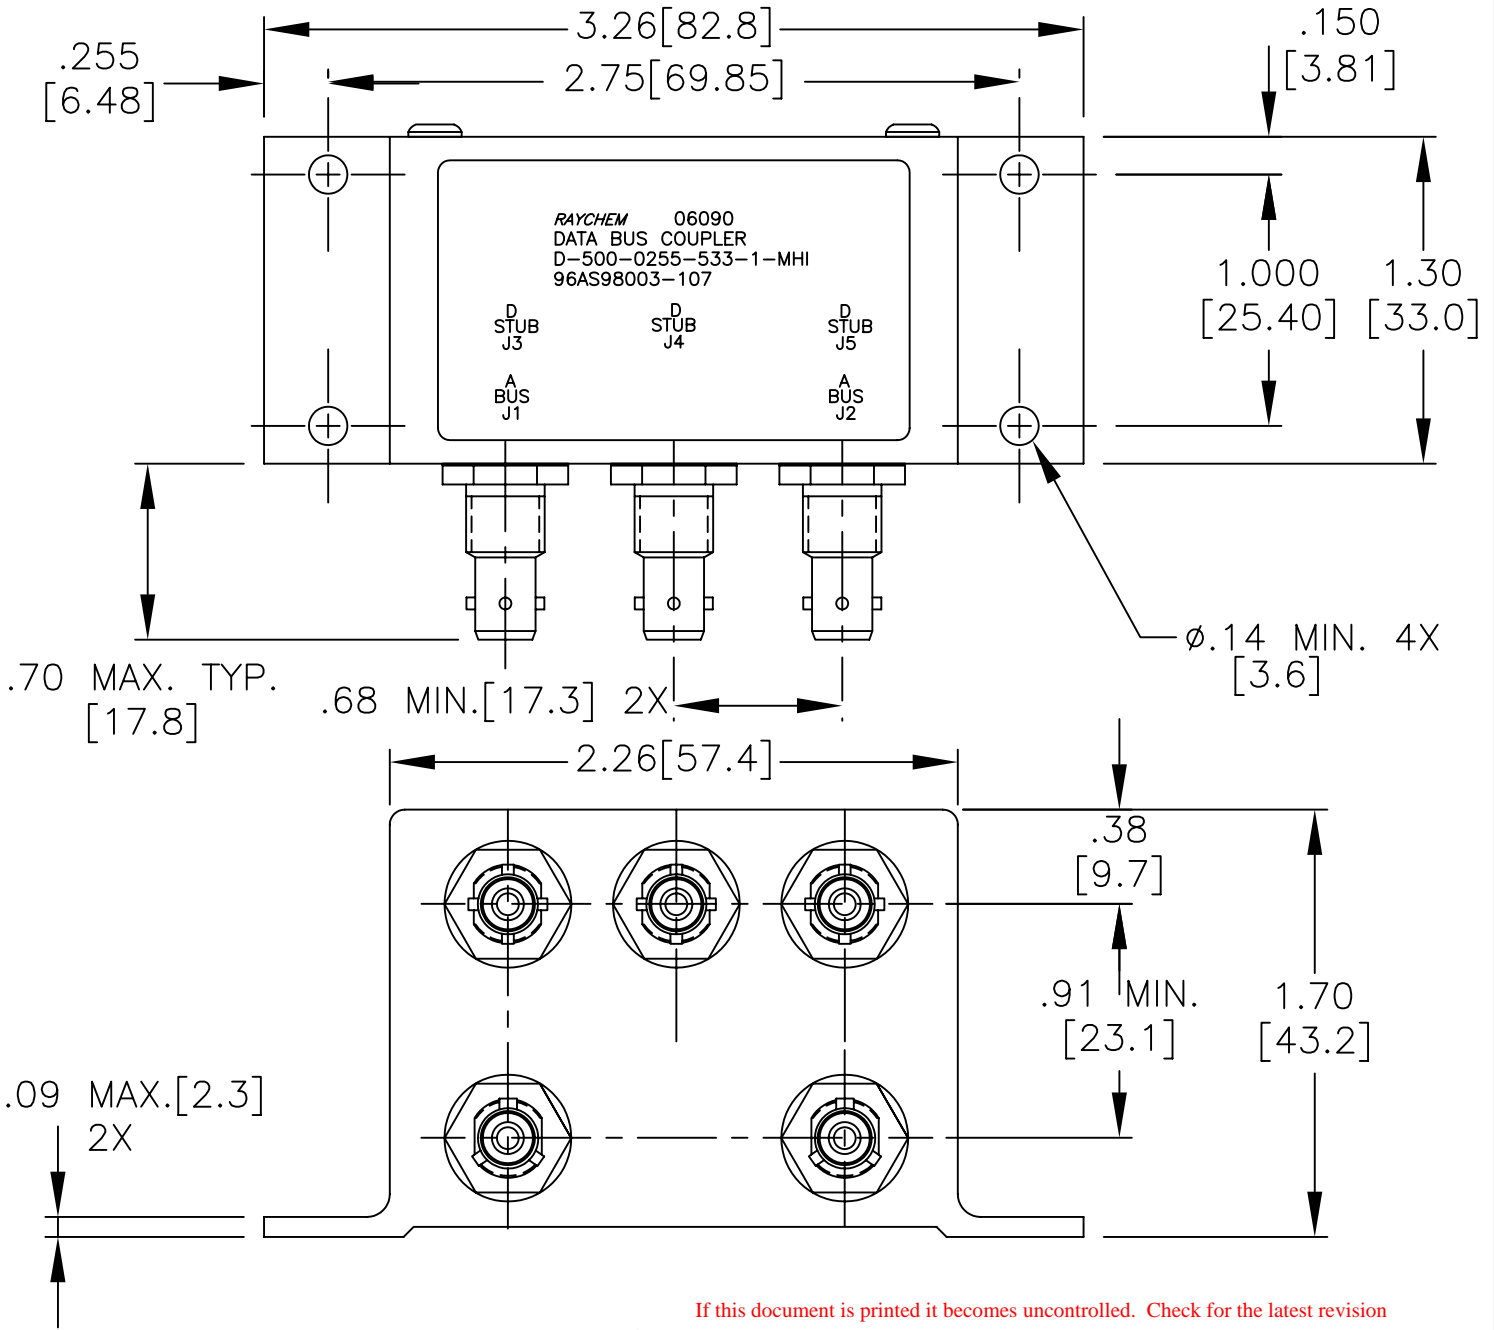 3.26[82.8]
.150
[3.81]
.255
[6.48]
2.75[69.85]
RAYCHEM 06090
DATA BUS COUPLER
D-500-0255-533-1-MHI
96AS98003-107
D
STUB
J3
D
STUB
J4
D
STUB
J5
A
BUS
J1
A
BUS
J2
1.000
[25.40]
1.30
[33.0]
ø.14 MIN. 4X
[3.6]
.70 MAX. TYP.
[17.8]
.68 MIN.[17.3] 2X
2.26[57.4]
.38
[9.7]
.91 MIN.
[23.1]
1.70
[43.2]
.09 MAX.[2.3]
2X
If this document is printed it becomes uncontrolled. Check for the latest revision